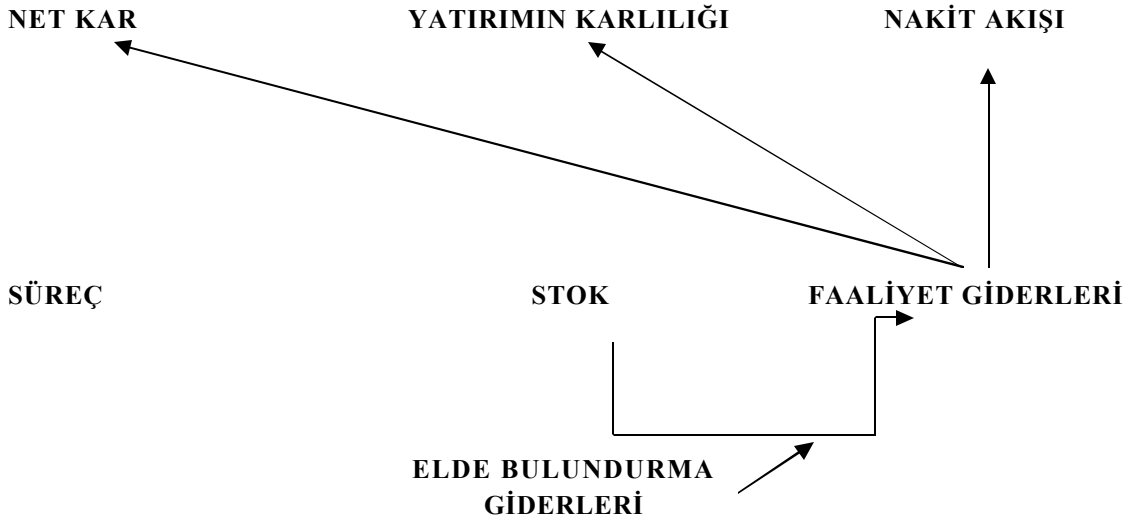 NET KAR
YATIRIMIN KARLILIĞI
NAKİT AKIŞI
SÜREÇ
STOK
FAALİYET GİDERLERİ
ELDE BULUNDURMA
GİDERLERİ